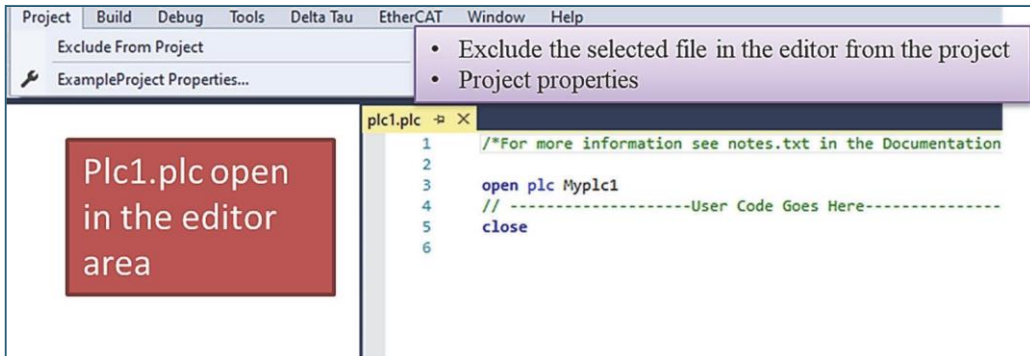 Project Build Debug Tools Delta Tau EtherCAT Window Help
Exclude From Project
ExampleProject Properties...
• Exclude the selected file in the editor from the project
• Project properties
Plc1.plc open
in the editor
area
plc1.plc
1 /*For more information see notes.txt in the Documentation
2
3 open plc Myplc1
4 // --------------------User Code Goes Here---------------
5 close
6